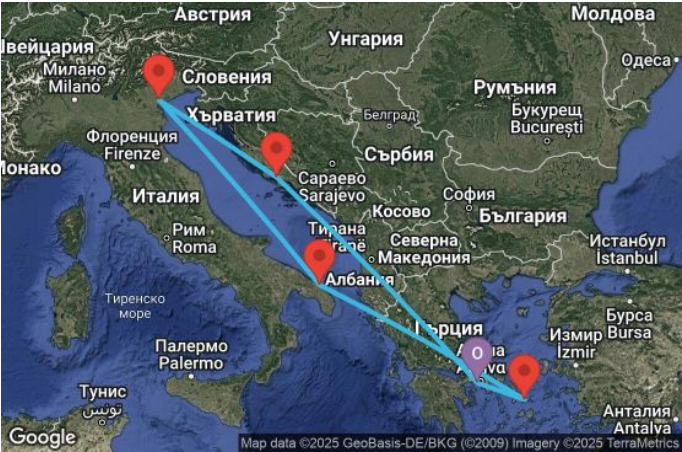 Австрия
Молдова
Швейцария
Унгария
Одеса
Милано
Milano
Словения
Румъния
Хърватия
Белград
Букурещ
București
Флоренция
Firenze
Сърбия
Монако
Сараево
Sarajevo
Италия
София
Косово
България
Рим
Roma
Тирана
Северна
Македония
Истанбул
İstanbul
Албания
Тиренско
море
Гърция
Бурса
Bursa
Измир
İzmir
Палермо
Palermo
O
Тунис
تونس
Анталия
Antalya
Google
Map data ©2025 GeoBasis-DE/BKG (©2009) Imagery ©2025 TerraMetrics